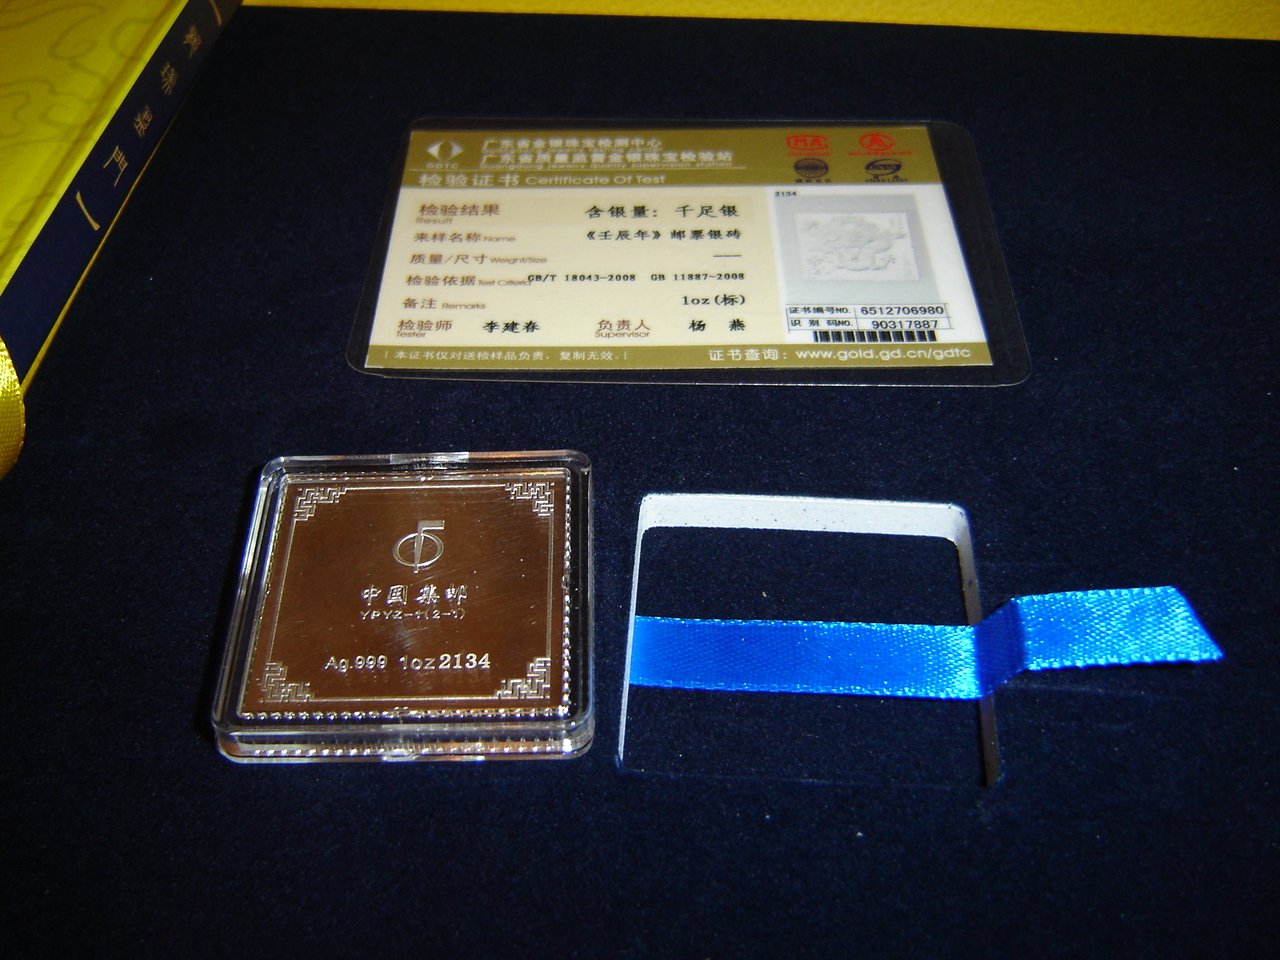 GDTC
广东省金银珠宝检测中心
广东省质量监督金银珠宝检验站
检验证书 Certificate Of Test
MA
2134
检验结果 含银量: 千足银
Result
来样名称 Name 《壬辰年》邮票银砖
质量/尺寸 Weight/Size ———
检验依据 Test Criteria GB/T 18043-2008 GB 11887-2008
备注 Remarks 1oz(标)
检验师 李建春 负责人 杨 燕
Tester Supervisor
证书编号NO. 6512706980
识 别 码NO. 90317887
本证书仅对送检样品负责,复制无效.
证书查询: www.gold.gd.cn/gdtc
中国集邮
YPYZ-1(2-1)
Ag.999 1oz 2134